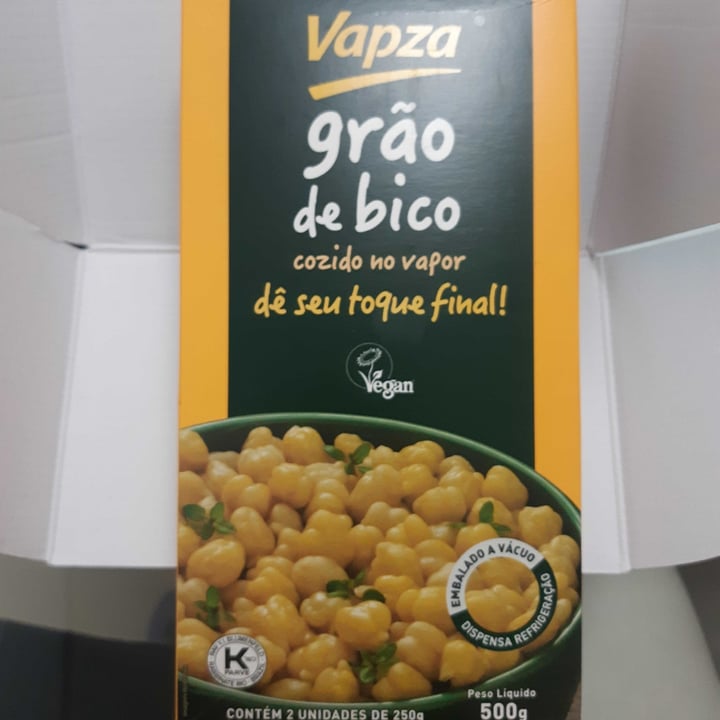 Vapza
grão
de bico
cozido no vapor
dê seu toque final!
Vegan
EMBALADO A VÁCUO
DISPENSA REFRIGERAÇÃO
K
PARVE
Peso Líquido
500g
CONTÉM 2 UNIDADES DE 250g